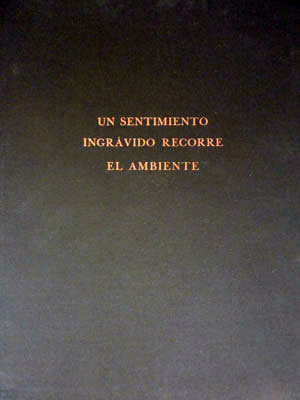 UN SENTIMIENTO
INGRÁVIDO RECORRE
EL AMBIENTE